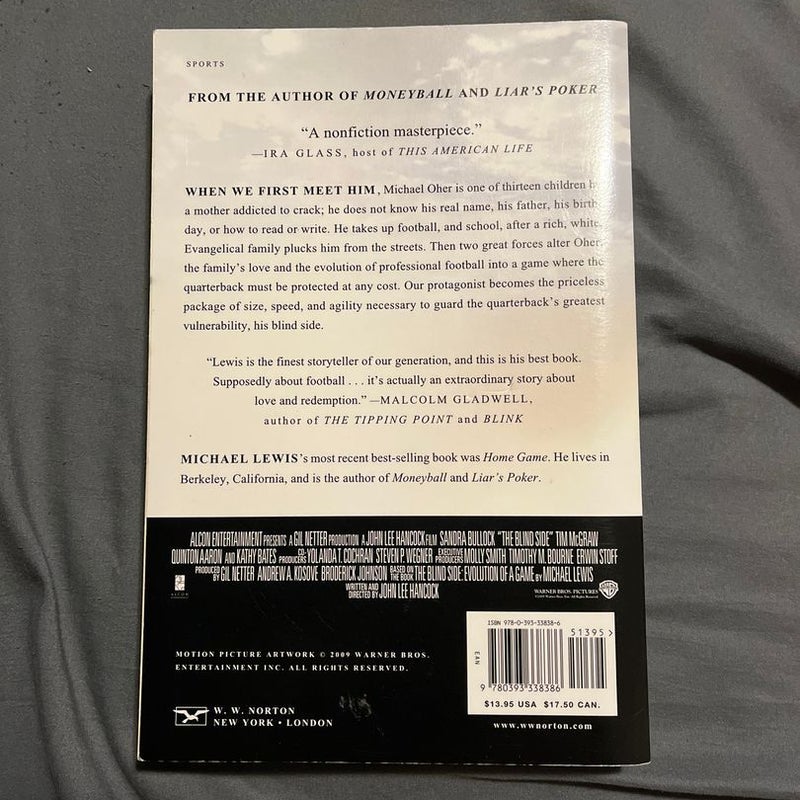 SPORTS
FROM THE AUTHOR OF MONEYBALL AND LIAR'S POKER
“A nonfiction masterpiece.”
—IRA GLASS, host of THIS AMERICAN LIFE
WHEN WE FIRST MEET HIM, Michael Oher is one of thirteen children
a mother addicted to crack; he does not know his real name, his father, his birth-
day, or how to read or write. He takes up football, and school, after a rich, white,
Evangelical family plucks him from the streets. Then two great forces alter Oher:
the family's love and the evolution of professional football into a game where the
quarterback must be protected at any cost. Our protagonist becomes the priceless
package of size, speed, and agility necessary to guard the quarterback's greatest
vulnerability, his blind side.
“Lewis is the finest storyteller of our generation, and this is his best book.
Supposedly about football . . . it's actually an extraordinary story about
love and redemption.” —MALCOLM GLADWELL,
author of THE TIPPING POINT and BLINK
MICHAEL LEWIS's most recent best-selling book was Home Game. He lives in
Berkeley, California, and is the author of Moneyball and Liar's Poker.
ALCON ENTERTAINMENT PRESENTS A GIL NETTER PRODUCTION A JOHN LEE HANCOCK FILM SANDRA BULLOCK "THE BLIND SIDE" TIM McGRAW
QUINTON AARON AND KATHY BATES CO-PRODUCERS YOLANDA T. COCHRAN STEVEN P. WEGNER EXECUTIVE PRODUCERS MOLLY SMITH TIMOTHY M. BOURNE ERWIN STOFF
PRODUCED BY GIL NETTER ANDREW A. KOSOVE BRODERICK JOHNSON BASED ON THE BOOK THE BLIND SIDE: EVOLUTION OF A GAME BY MICHAEL LEWIS
WRITTEN AND DIRECTED BY JOHN LEE HANCOCK
ALCON
WARNER BROS. PICTURES
WB
MOTION PICTURE ARTWORK © 2009 WARNER BROS.
ENTERTAINMENT INC. ALL RIGHTS RESERVED.
W. W. NORTON
NEW YORK • LONDON
ISBN 978-0-393-33838-6
51395>
EAN
9 780393 338386
$13.95 USA $17.50 CAN.
www.wwnorton.com